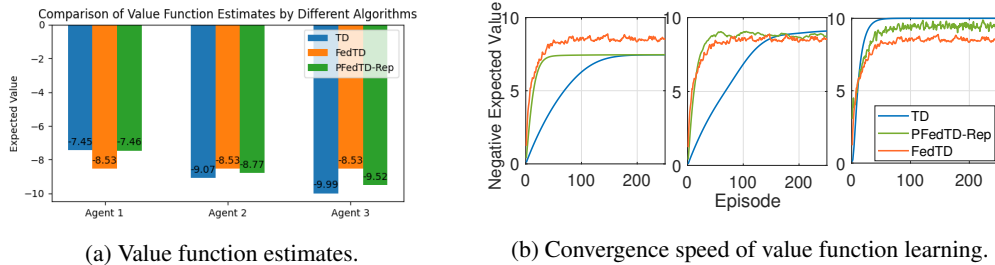 Comparison of Value Function Estimates by Different Algorithms
Expected Value
0
−2
−4
−6
−8
−10
TD
FedTD
PFedTD-Rep
-7.45
-8.53
-7.46
-9.07
-8.53
-8.77
-9.99
-8.53
-9.52
Agent 1
Agent 2
Agent 3
(a) Value function estimates.
Negative Expected Value
10
5
0
0
100
200
10
5
0
0
100
200
10
5
0
0
100
200
TD
PFedTD-Rep
FedTD
Episode
(b) Convergence speed of value function learning.